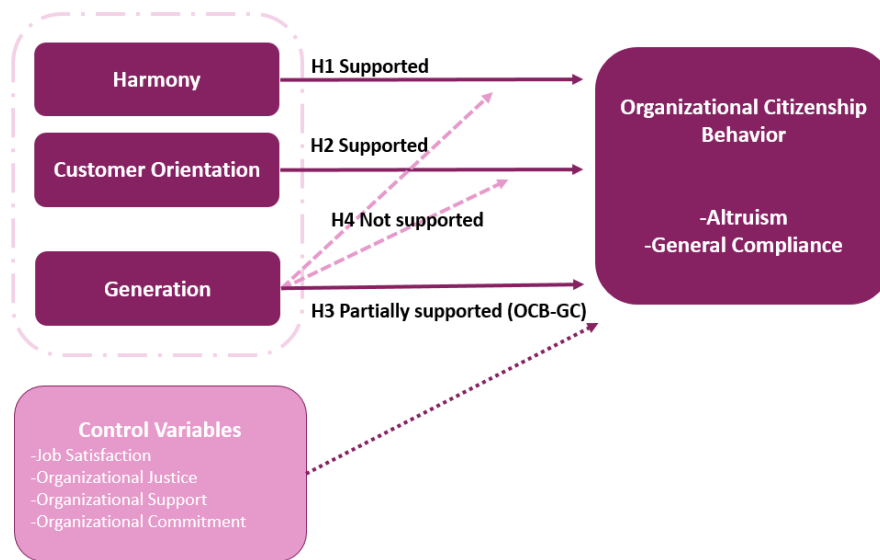 Harmony
H1 Supported
Customer Orientation
H2 Supported
H4 Not supported
Generation
H3 Partially supported (OCB-GC)
Organizational Citizenship
Behavior
-Altruism
-General Compliance
Control Variables
-Job Satisfaction
-Organizational Justice
-Organizational Support
-Organizational Commitment